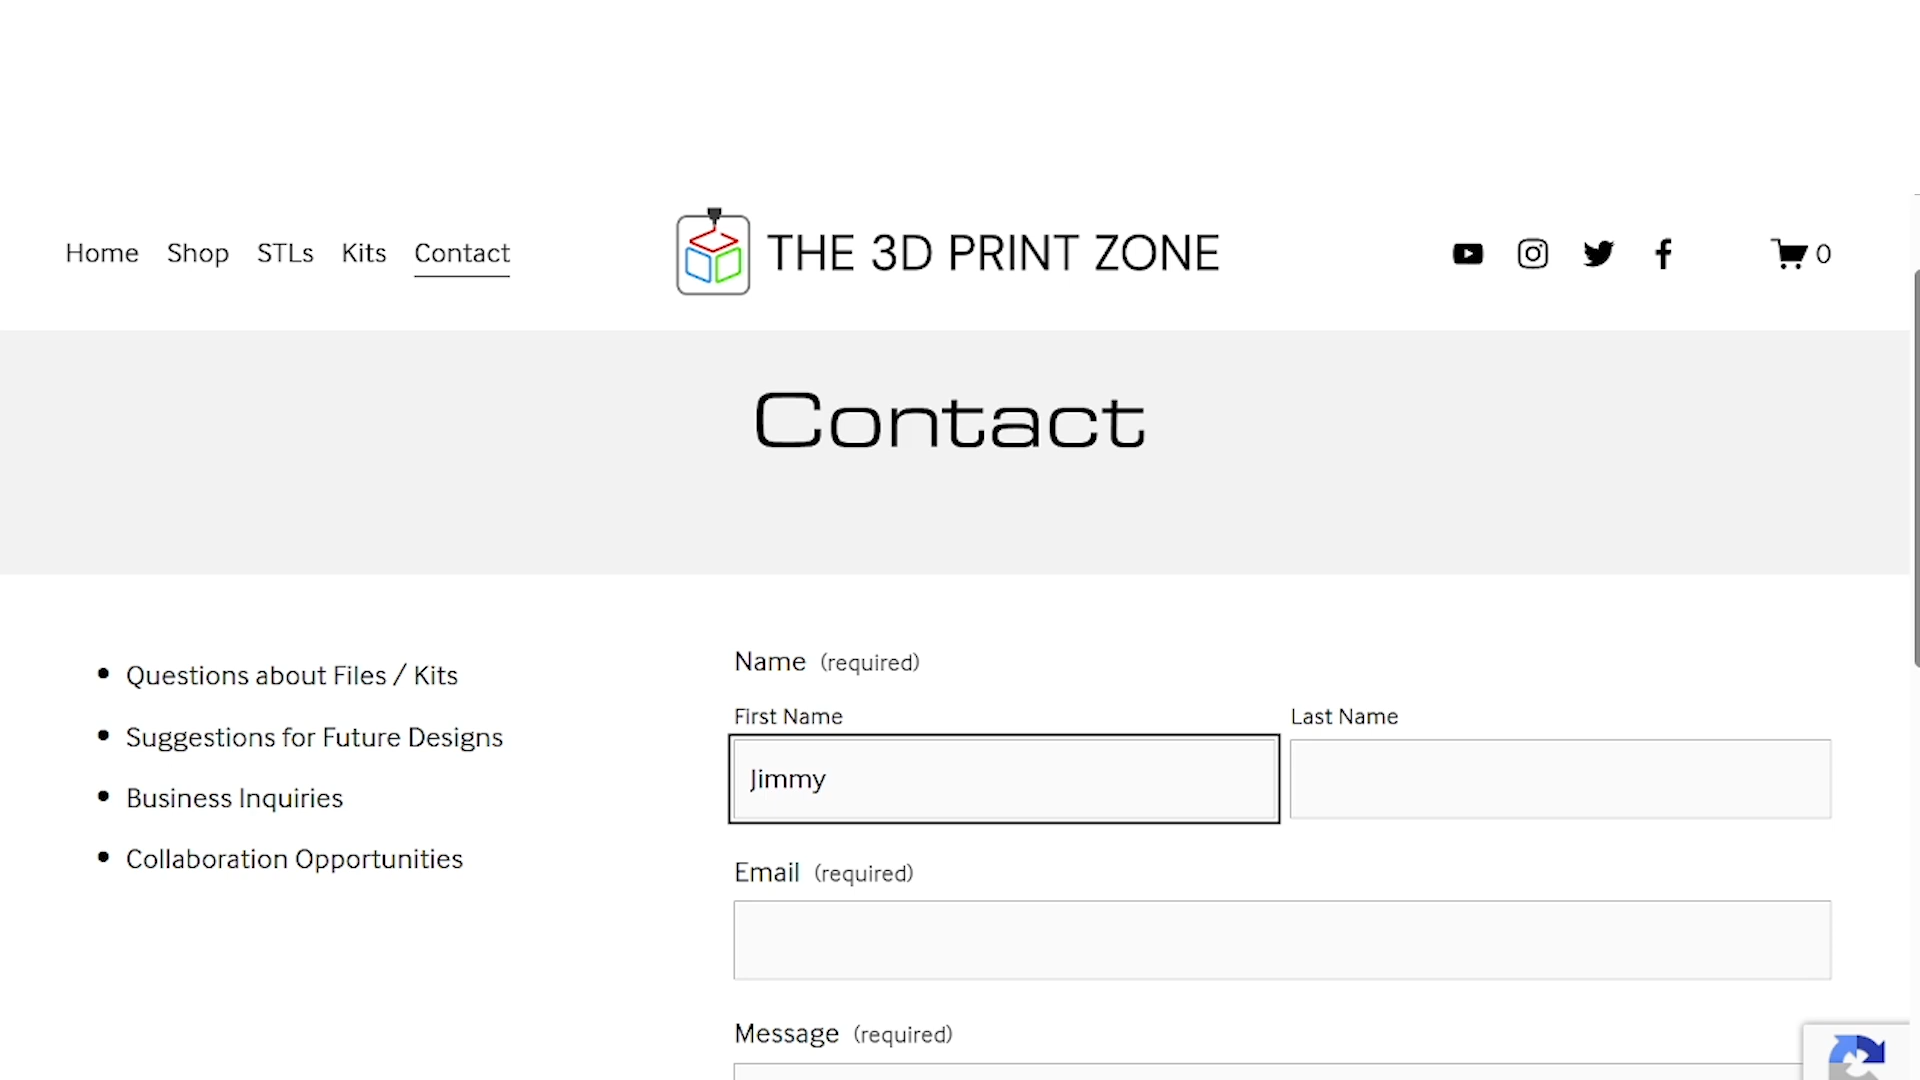 Home Shop STLs Kits Contact THE 3D PRINT ZONE 0
Contact
Questions about Files / Kits
Suggestions for Future Designs
Business Inquiries
Collaboration Opportunities
Name (required)
First Name Last Name
Jimmy
Email (required)
Message (required)